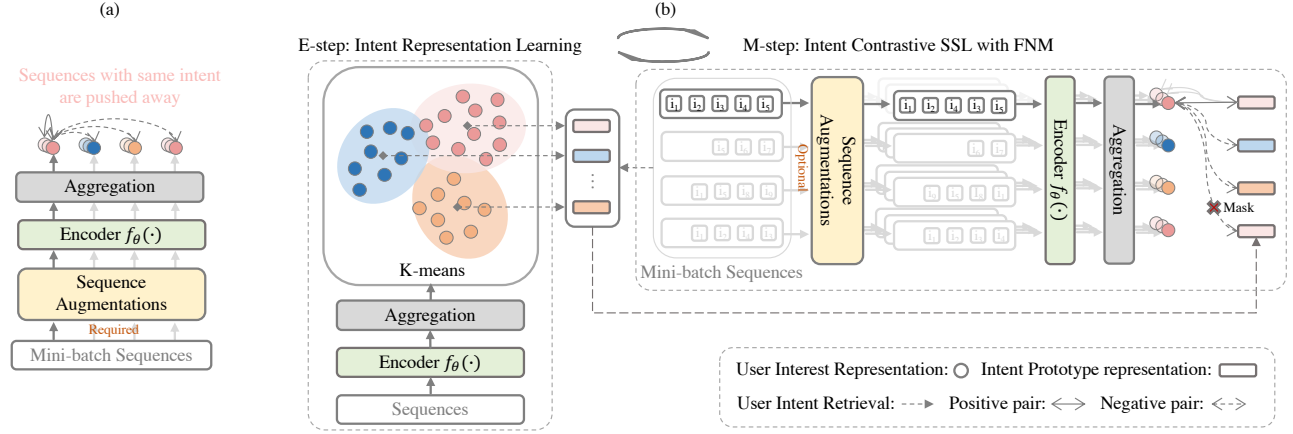 (a)
(b)
E-step: Intent Representation Learning
M-step: Intent Contrastive SSL with FNM
Sequences with same intent
are pushed away
Aggregation
Encoder fθ(·)
Sequence
Augmentations
Required
Mini-batch Sequences
K-means
Aggregation
Encoder fθ(·)
Sequences
⋮
i1 i2 i3 i4 i5
Mini-batch Sequences
Optional
Sequence
Augmentations
i1 i2 i4 i3 i5
Encoder fθ(·)
Aggregation
Mask
User Interest Representation:
Intent Prototype representation:
User Intent Retrieval:
Positive pair:
Negative pair: